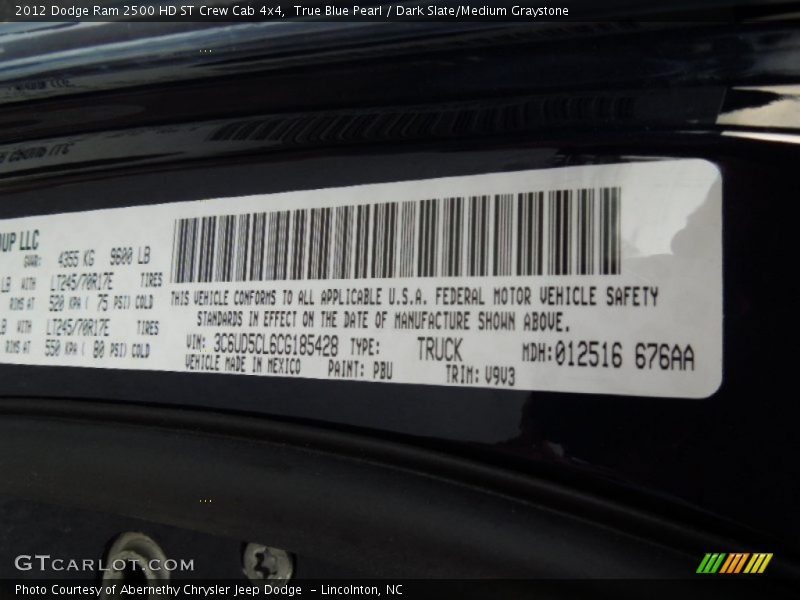 2012 Dodge Ram 2500 HD ST Crew Cab 4x4,  True Blue Pearl / Dark Slate/Medium Graystone
OUP LLC
GVWR: 4355 KG 9600 LB
LB WITH LT245/70R17E TIRES
RIMS AT 520 KPA ( 75 PSI) COLD
LB WITH LT245/70R17E TIRES
RIMS AT 550 KPA ( 80 PSI) COLD
THIS VEHICLE CONFORMS TO ALL APPLICABLE U.S.A. FEDERAL MOTOR VEHICLE SAFETY
STANDARDS IN EFFECT ON THE DATE OF MANUFACTURE SHOWN ABOVE.
VIN: 3C6UD5CL6CG185428 TYPE: TRUCK MDH:012516 676AA
VEHICLE MADE IN MEXICO PAINT: PBU TRIM: V9V3
GTCARLOT.COM
Photo Courtesy of Abernethy Chrysler Jeep Dodge  - Lincolnton, NC